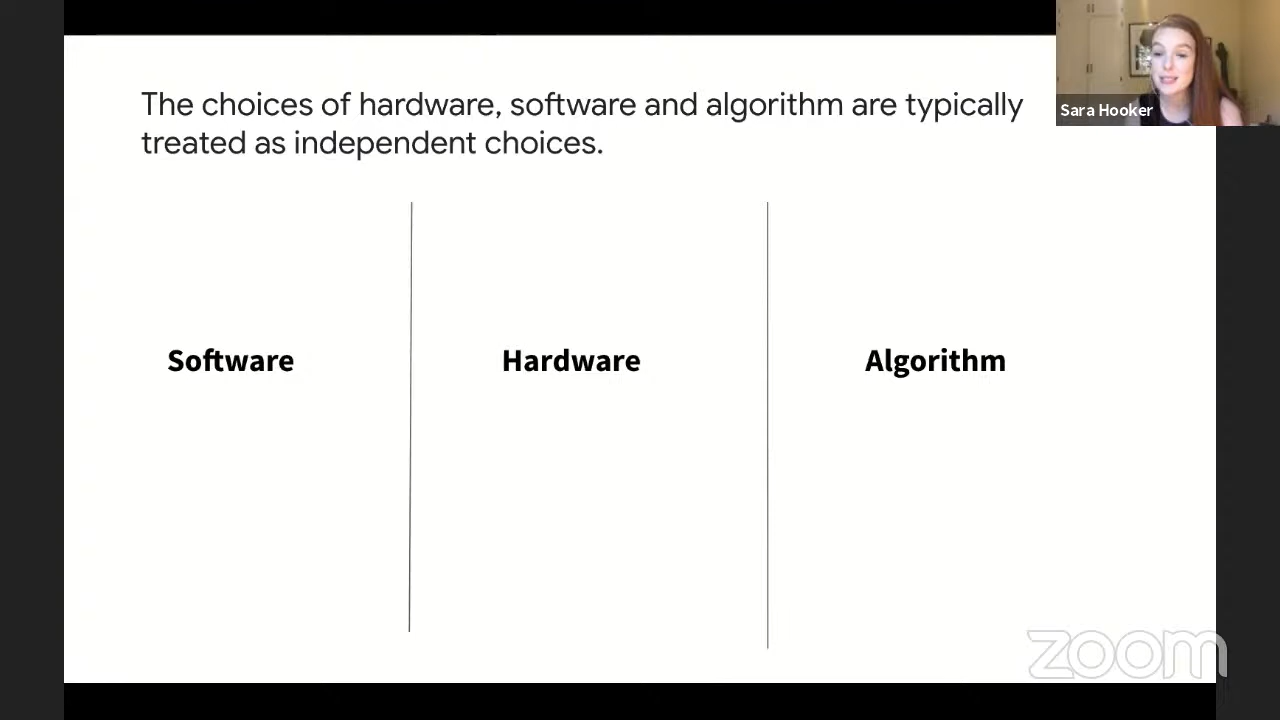 The choices of hardware, software and algorithm are typically
treated as independent choices.
Sara Hooker
Software
Hardware
Algorithm
zoom